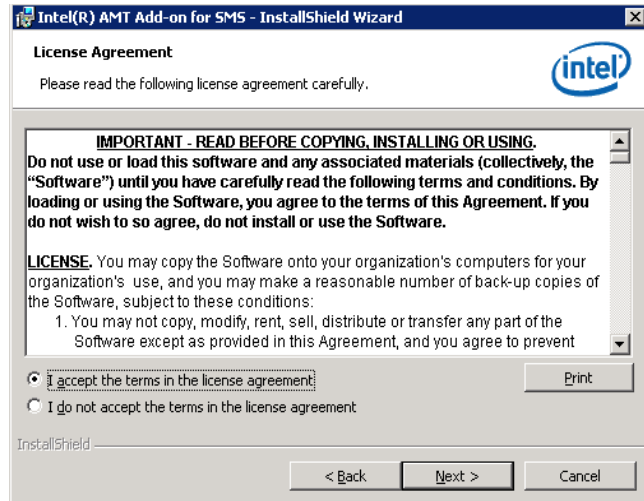 Intel(R) AMT Add-on for SMS - InstallShield Wizard
License Agreement
Please read the following license agreement carefully.
intel
IMPORTANT - READ BEFORE COPYING, INSTALLING OR USING.
Do not use or load this software and any associated materials (collectively, the
“Software”) until you have carefully read the following terms and conditions. By
loading or using the Software, you agree to the terms of this Agreement. If you
do not wish to so agree, do not install or use the Software.
LICENSE. You may copy the Software onto your organization's computers for your
organization's use, and you may make a reasonable number of back-up copies of
the Software, subject to these conditions:
1. You may not copy, modify, rent, sell, distribute or transfer any part of the
Software except as provided in this Agreement, and you agree to prevent
I accept the terms in the license agreement
Print
I do not accept the terms in the license agreement
InstallShield
< Back
Next >
Cancel